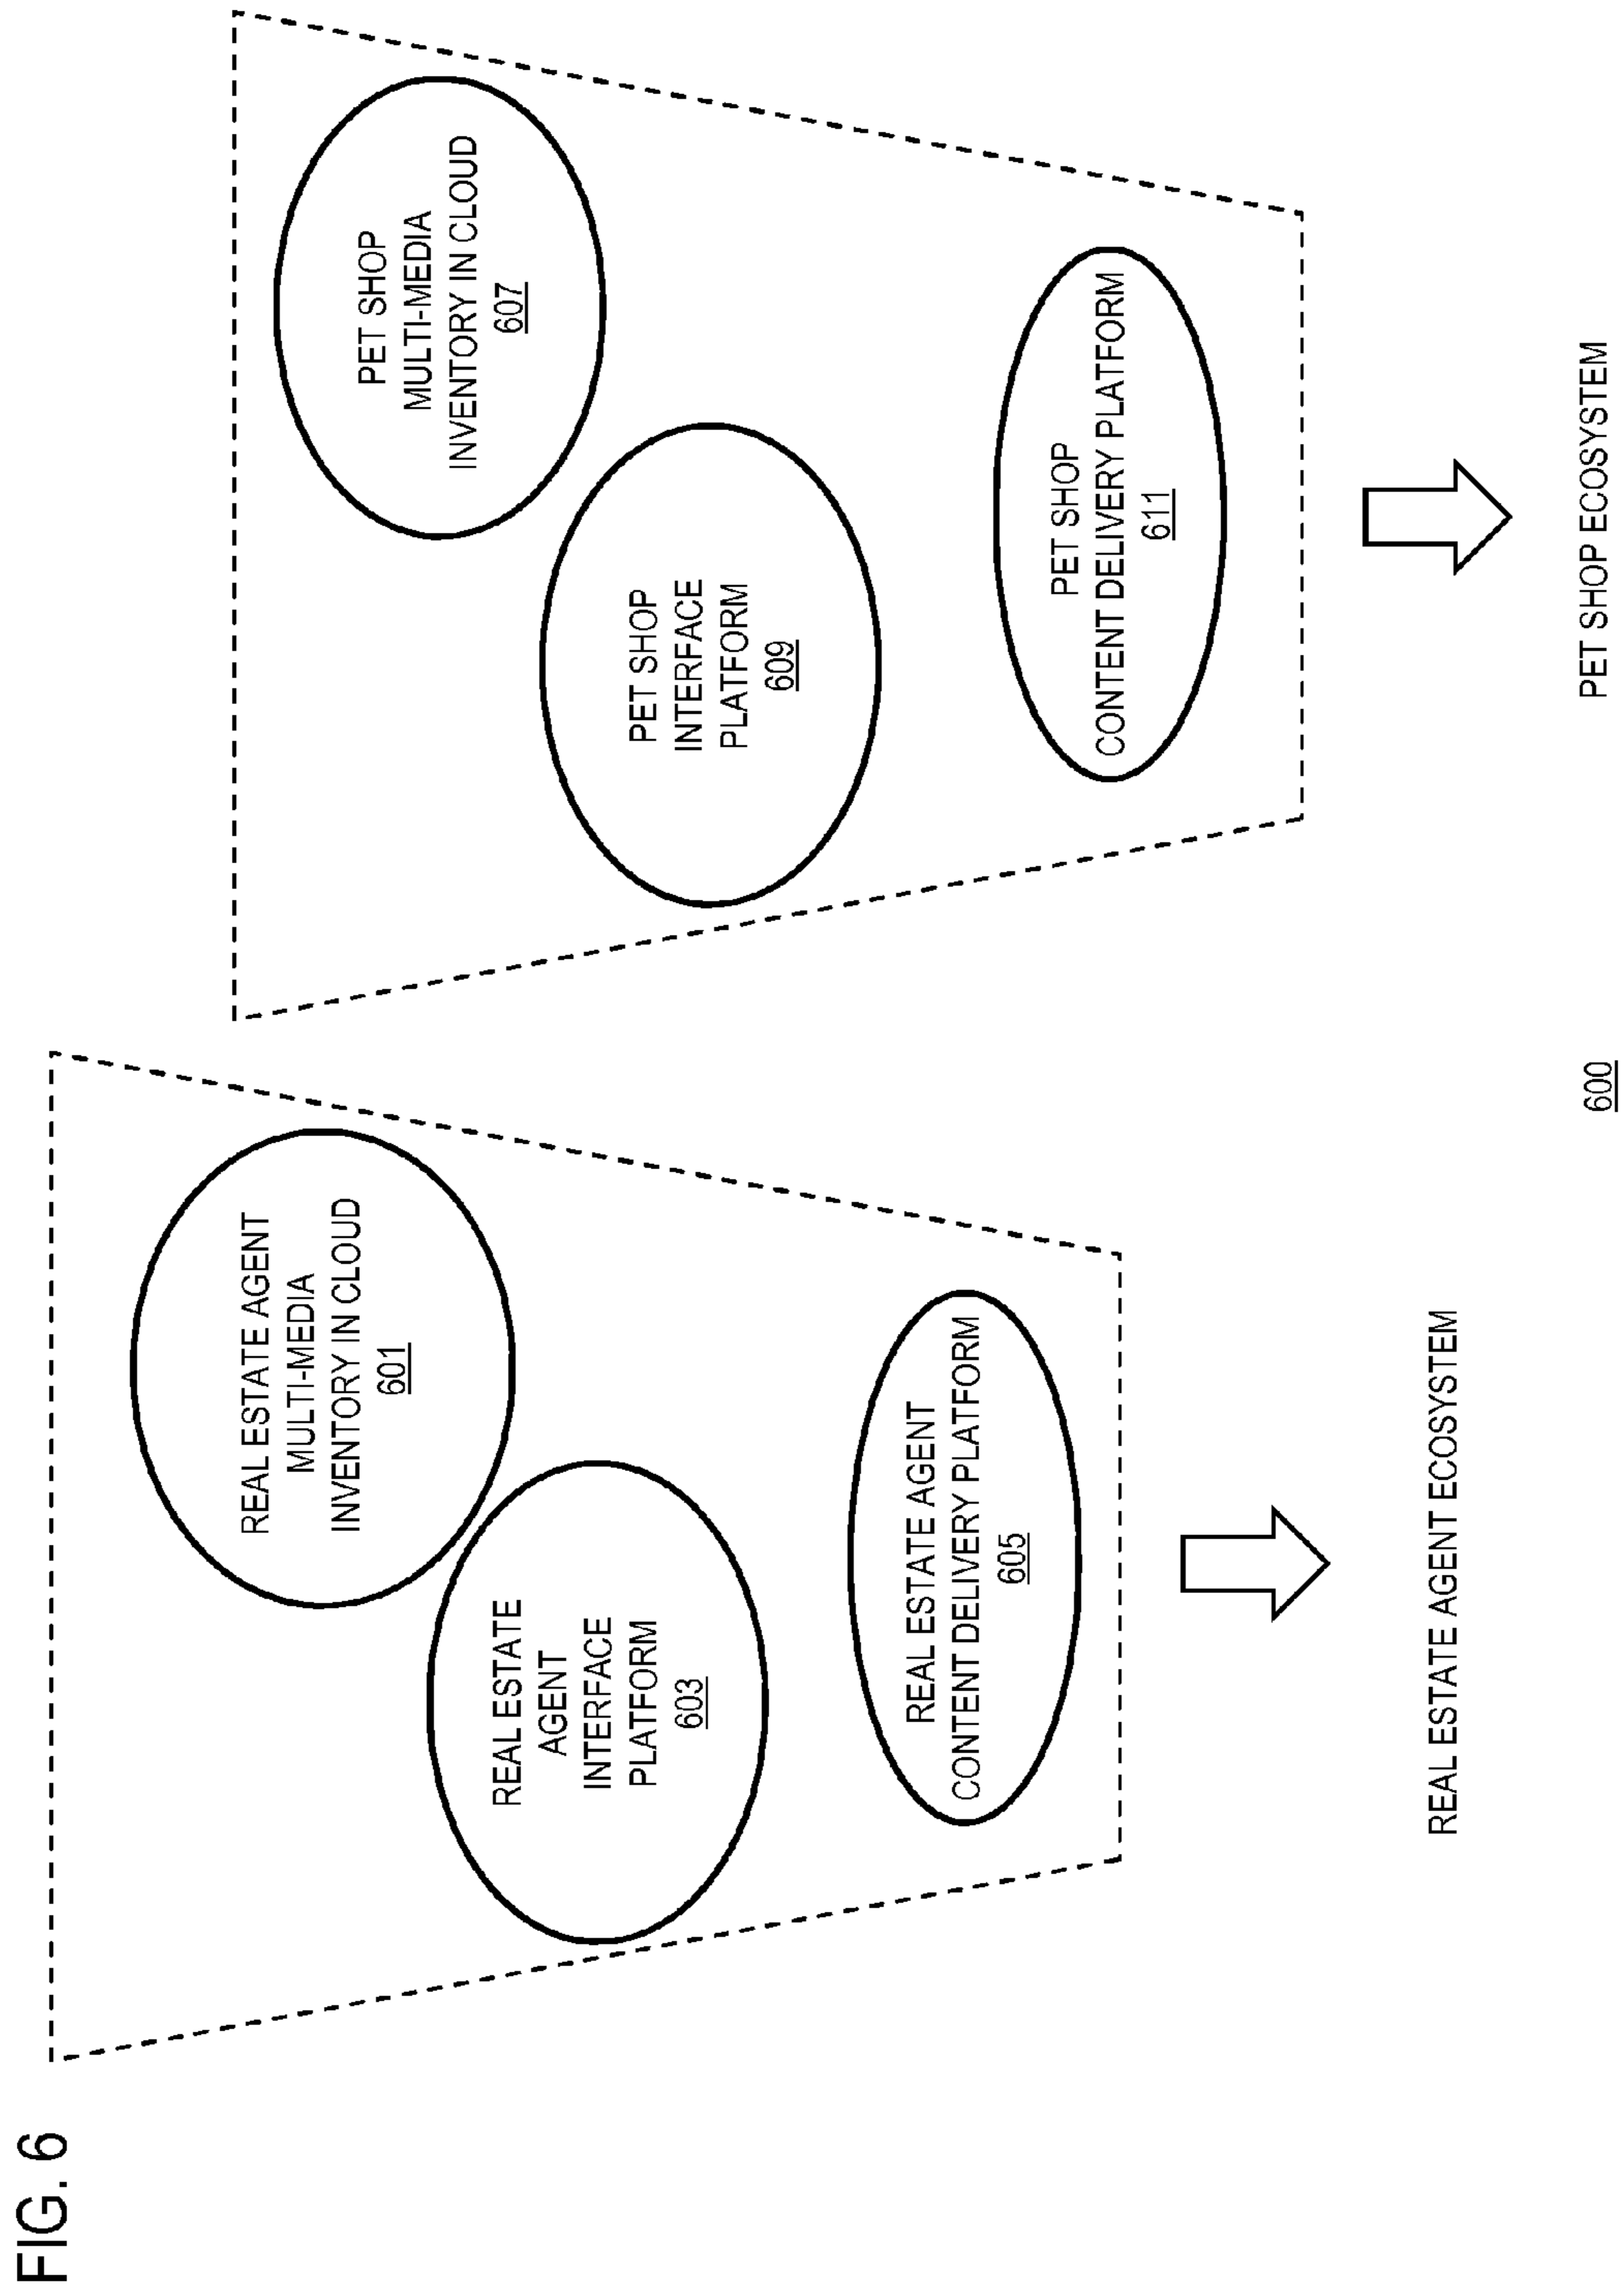 FIG. 6
REAL ESTATE AGENT
MULTI-MEDIA
INVENTORY IN CLOUD
601
REAL ESTATE
AGENT
INTERFACE
PLATFORM
603
REAL ESTATE AGENT
CONTENT DELIVERY PLATFORM
605
REAL ESTATE AGENT ECOSYSTEM
PET SHOP
MULTI-MEDIA
INVENTORY IN CLOUD
607
PET SHOP
INTERFACE
PLATFORM
609
PET SHOP
CONTENT DELIVERY PLATFORM
611
PET SHOP ECOSYSTEM
600